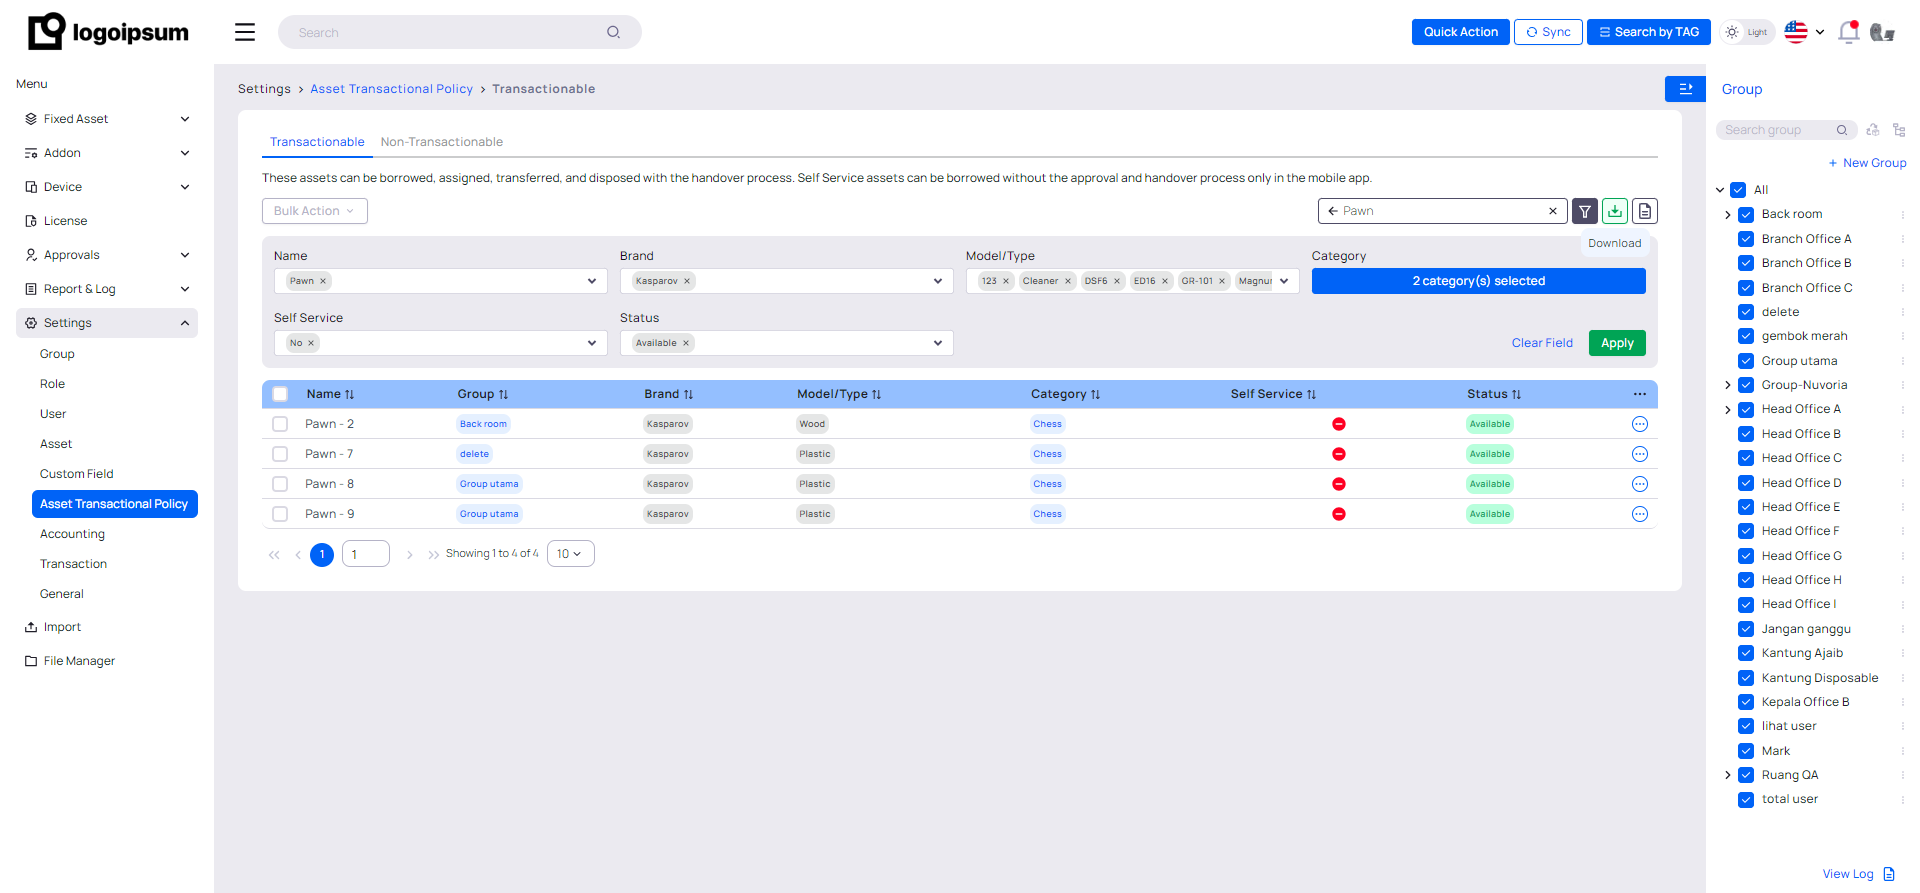 logoipsum
Search
Quick Action
Sync
Search by TAG
Light
Menu
Fixed Asset
Addon
Device
License
Approvals
Report & Log
Settings
Group
Role
User
Asset
Custom Field
Asset Transactional Policy
Accounting
Transaction
General
Import
File Manager
Settings > Asset Transactional Policy > Transactionable
Transactionable
Non-Transactionable
These assets can be borrowed, assigned, transferred, and disposed with the handover process. Self Service assets can be borrowed without the approval and handover process only in the mobile app.
Bulk Action
Pawn
Download
Name
Pawn
Brand
Kasparov
Model/Type
123 Cleaner DSF6 ED16 GR-101 Magnur
Category
2 category(s) selected
Self Service
No
Status
Available
Clear Field
Apply
Name Group Brand Model/Type Category Self Service Status
Pawn - 2 Back room Kasparov Wood Chess Available
Pawn - 7 delete Kasparov Plastic Chess Available
Pawn - 8 Group utama Kasparov Plastic Chess Available
Pawn - 9 Group utama Kasparov Plastic Chess Available
1 1 Showing 1 to 4 of 4 10
Group
Search group
+ New Group
All
Back room
Branch Office A
Branch Office B
Branch Office C
delete
gembok merah
Group utama
Group-Nuvoria
Head Office A
Head Office B
Head Office C
Head Office D
Head Office E
Head Office F
Head Office G
Head Office H
Head Office I
Jangan ganggu
Kantung Ajaib
Kantung Disposable
Kepala Office B
lihat user
Mark
Ruang QA
total user
View Log